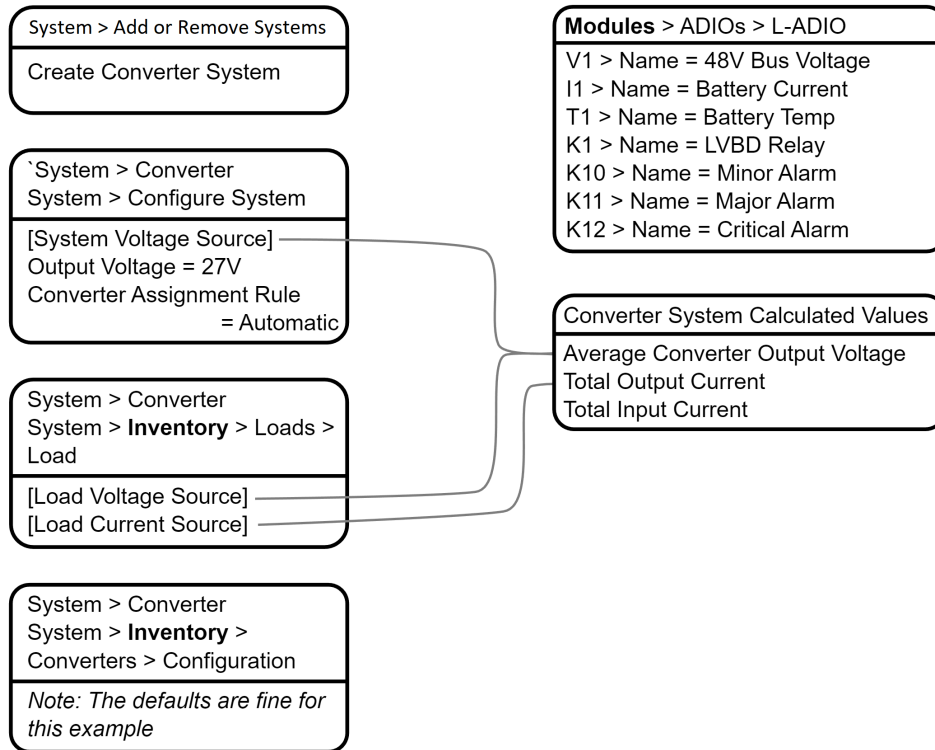 System > Add or Remove Systems
Create Converter System
`System > Converter
System > Configure System
[System Voltage Source]
Output Voltage = 27V
Converter Assignment Rule
= Automatic
System > Converter
System > Inventory > Loads >
Load
[Load Voltage Source]
[Load Current Source]
System > Converter
System > Inventory >
Converters > Configuration
Note: The defaults are fine for
this example
Modules > ADIOs > L-ADIO
V1 > Name = 48V Bus Voltage
I1 > Name = Battery Current
T1 > Name = Battery Temp
K1 > Name = LVBD Relay
K10 > Name = Minor Alarm
K11 > Name = Major Alarm
K12 > Name = Critical Alarm
Converter System Calculated Values
Average Converter Output Voltage
Total Output Current
Total Input Current